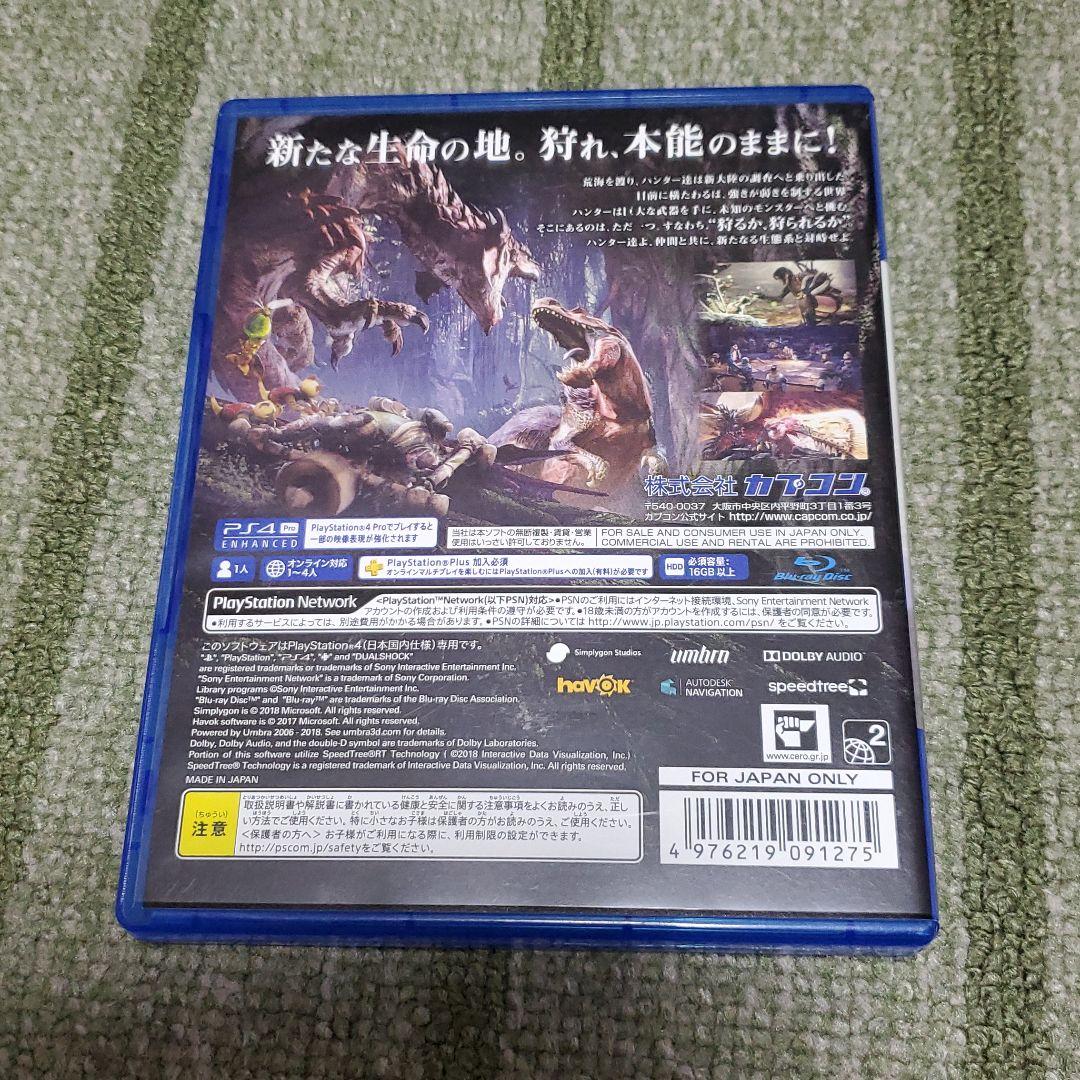 新たな生命の地。狩れ、本能のままに!
荒海を渡り、ハンター達は新大陸の調査へと乗り出した
目前に横たわるは、強きが弱きを制する世界
ハンターは巨大な武器を手に、未知のモンスターへと挑む
そこにあるのは、ただ一つ、すなわち、“狩るか、狩られるか”
ハンター達よ、仲間と共に、新たなる生態系と対峙せよ
株式会社 カプコン®
〒540-0037 大阪市中央区内平野町3丁目1番3号
カプコン公式サイト http://www.capcom.co.jp/
PS4 Pro
ENHANCED
PlayStation®4 Proでプレイすると
一部の映像表現が強化されます
当社は本ソフトの無断複製・賃貸・営業
使用はいっさい許可しておりません。
FOR SALE AND CONSUMER USE IN JAPAN ONLY.
COMMERCIAL USE AND RENTAL ARE PROHIBITED.
1人
オンライン対応
1~4人
PlayStation®Plus 加入必須
オンラインマルチプレイを楽しむにはPlayStation®Plusへの加入(有料)が必要です
HDD
必須容量:
16GB以上
Blu-ray Disc™
PlayStation Network
<PlayStation™Network(以下PSN)対応>●PSNのご利用にはインターネット接続環境、Sony Entertainment Network
アカウントの作成および利用条件の遵守が必要です。●18歳未満の方がアカウントを作成するには、保護者の同意が必要です。
●利用するサービスによっては、別途費用がかかる場合があります。●PSNの詳細については http://www.jp.playstation.com/psn/ をご覧ください。
このソフトウェアはPlayStation®4(日本国内仕様)専用です。
"PlayStation", "PS4", and "DUALSHOCK"
are registered trademarks or trademarks of Sony Interactive Entertainment Inc.
"Sony Entertainment Network" is a trademark of Sony Corporation.
Library programs ©Sony Interactive Entertainment Inc.
"Blu-ray Disc™" and "Blu-ray™" are trademarks of the Blu-ray Disc Association.
Simplygon is © 2018 Microsoft. All rights reserved.
Havok software is © 2017 Microsoft. All rights reserved.
Powered by Umbra 2006 - 2018. See umbra3d.com for details.
Dolby, Dolby Audio, and the double-D symbol are trademarks of Dolby Laboratories.
Portion of this software utilize SpeedTree®RT Technology ( ©2018 Interactive Data Visualization, Inc.)
SpeedTree® Technology is a registered trademark of Interactive Data Visualization, Inc. All rights reserved.
MADE IN JAPAN
Simplygon Studios
umbra
DOLBY AUDIO™
havok
AUTODESK®
NAVIGATION
speedtree®
www.cero.gr.jp
2
FOR JAPAN ONLY
4 976219 091275
(ちゅうい)
注意
取扱説明書や解説書に書かれている健康と安全に関する注意事項をよくお読みのうえ、正し
い方法でご使用ください。特に小さなお子様は保護者の方がお読みのうえ、ご使用ください。
<保護者の方へ> お子様がご利用になる際に、利用制限の設定ができます。
http://pscom.jp/safetyをご覧ください。